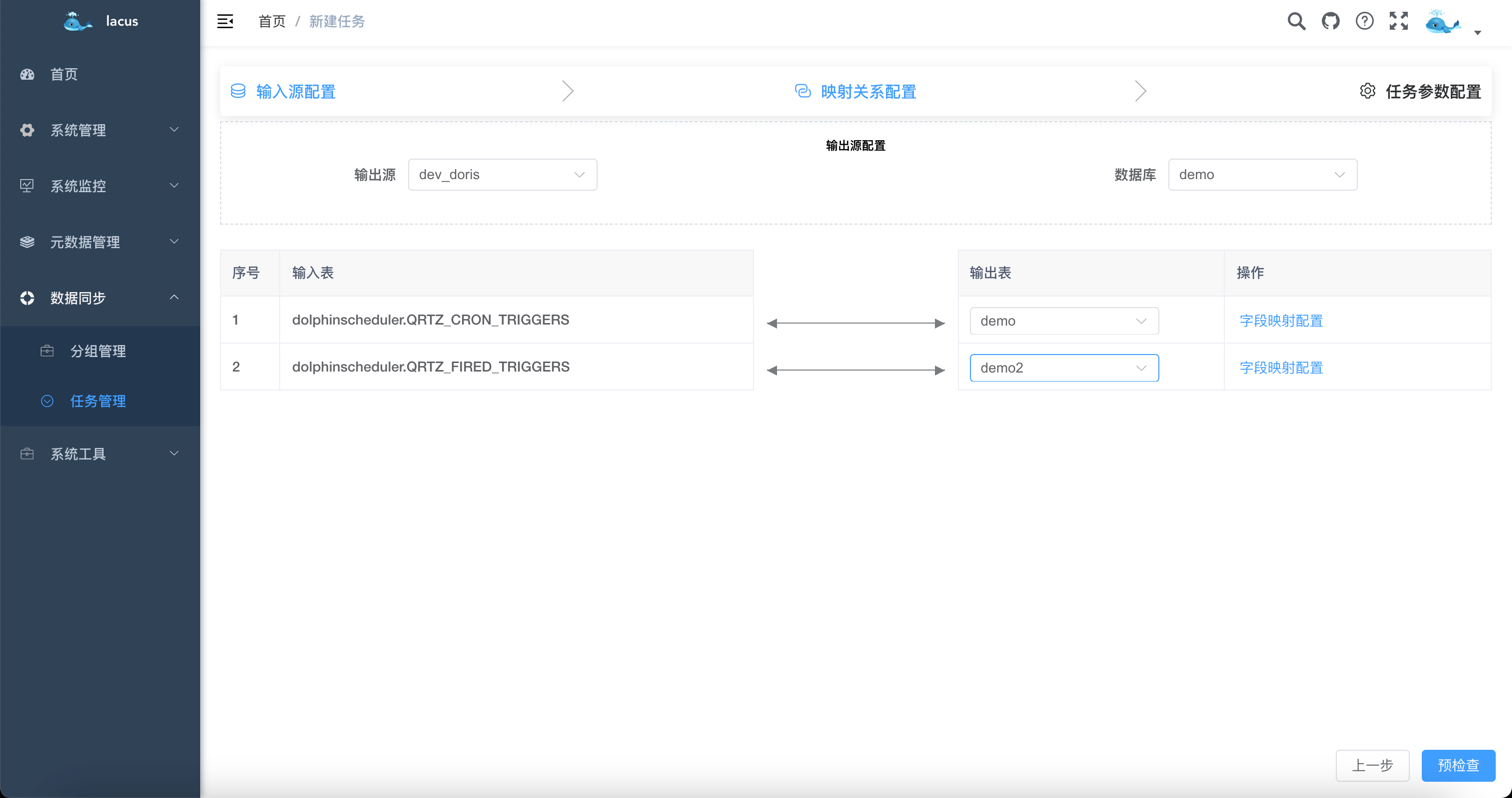 lacus
首页
系统管理
系统监控
元数据管理
数据同步
分组管理
任务管理
系统工具
首页 / 新建任务
输入源配置
映射关系配置
任务参数配置
输出源配置
输出源 dev_doris 数据库 demo
序号 输入表 输出表 操作
1 dolphinscheduler.QRTZ_CRON_TRIGGERS demo 字段映射配置
2 dolphinscheduler.QRTZ_FIRED_TRIGGERS demo2 字段映射配置
上一步 预检查